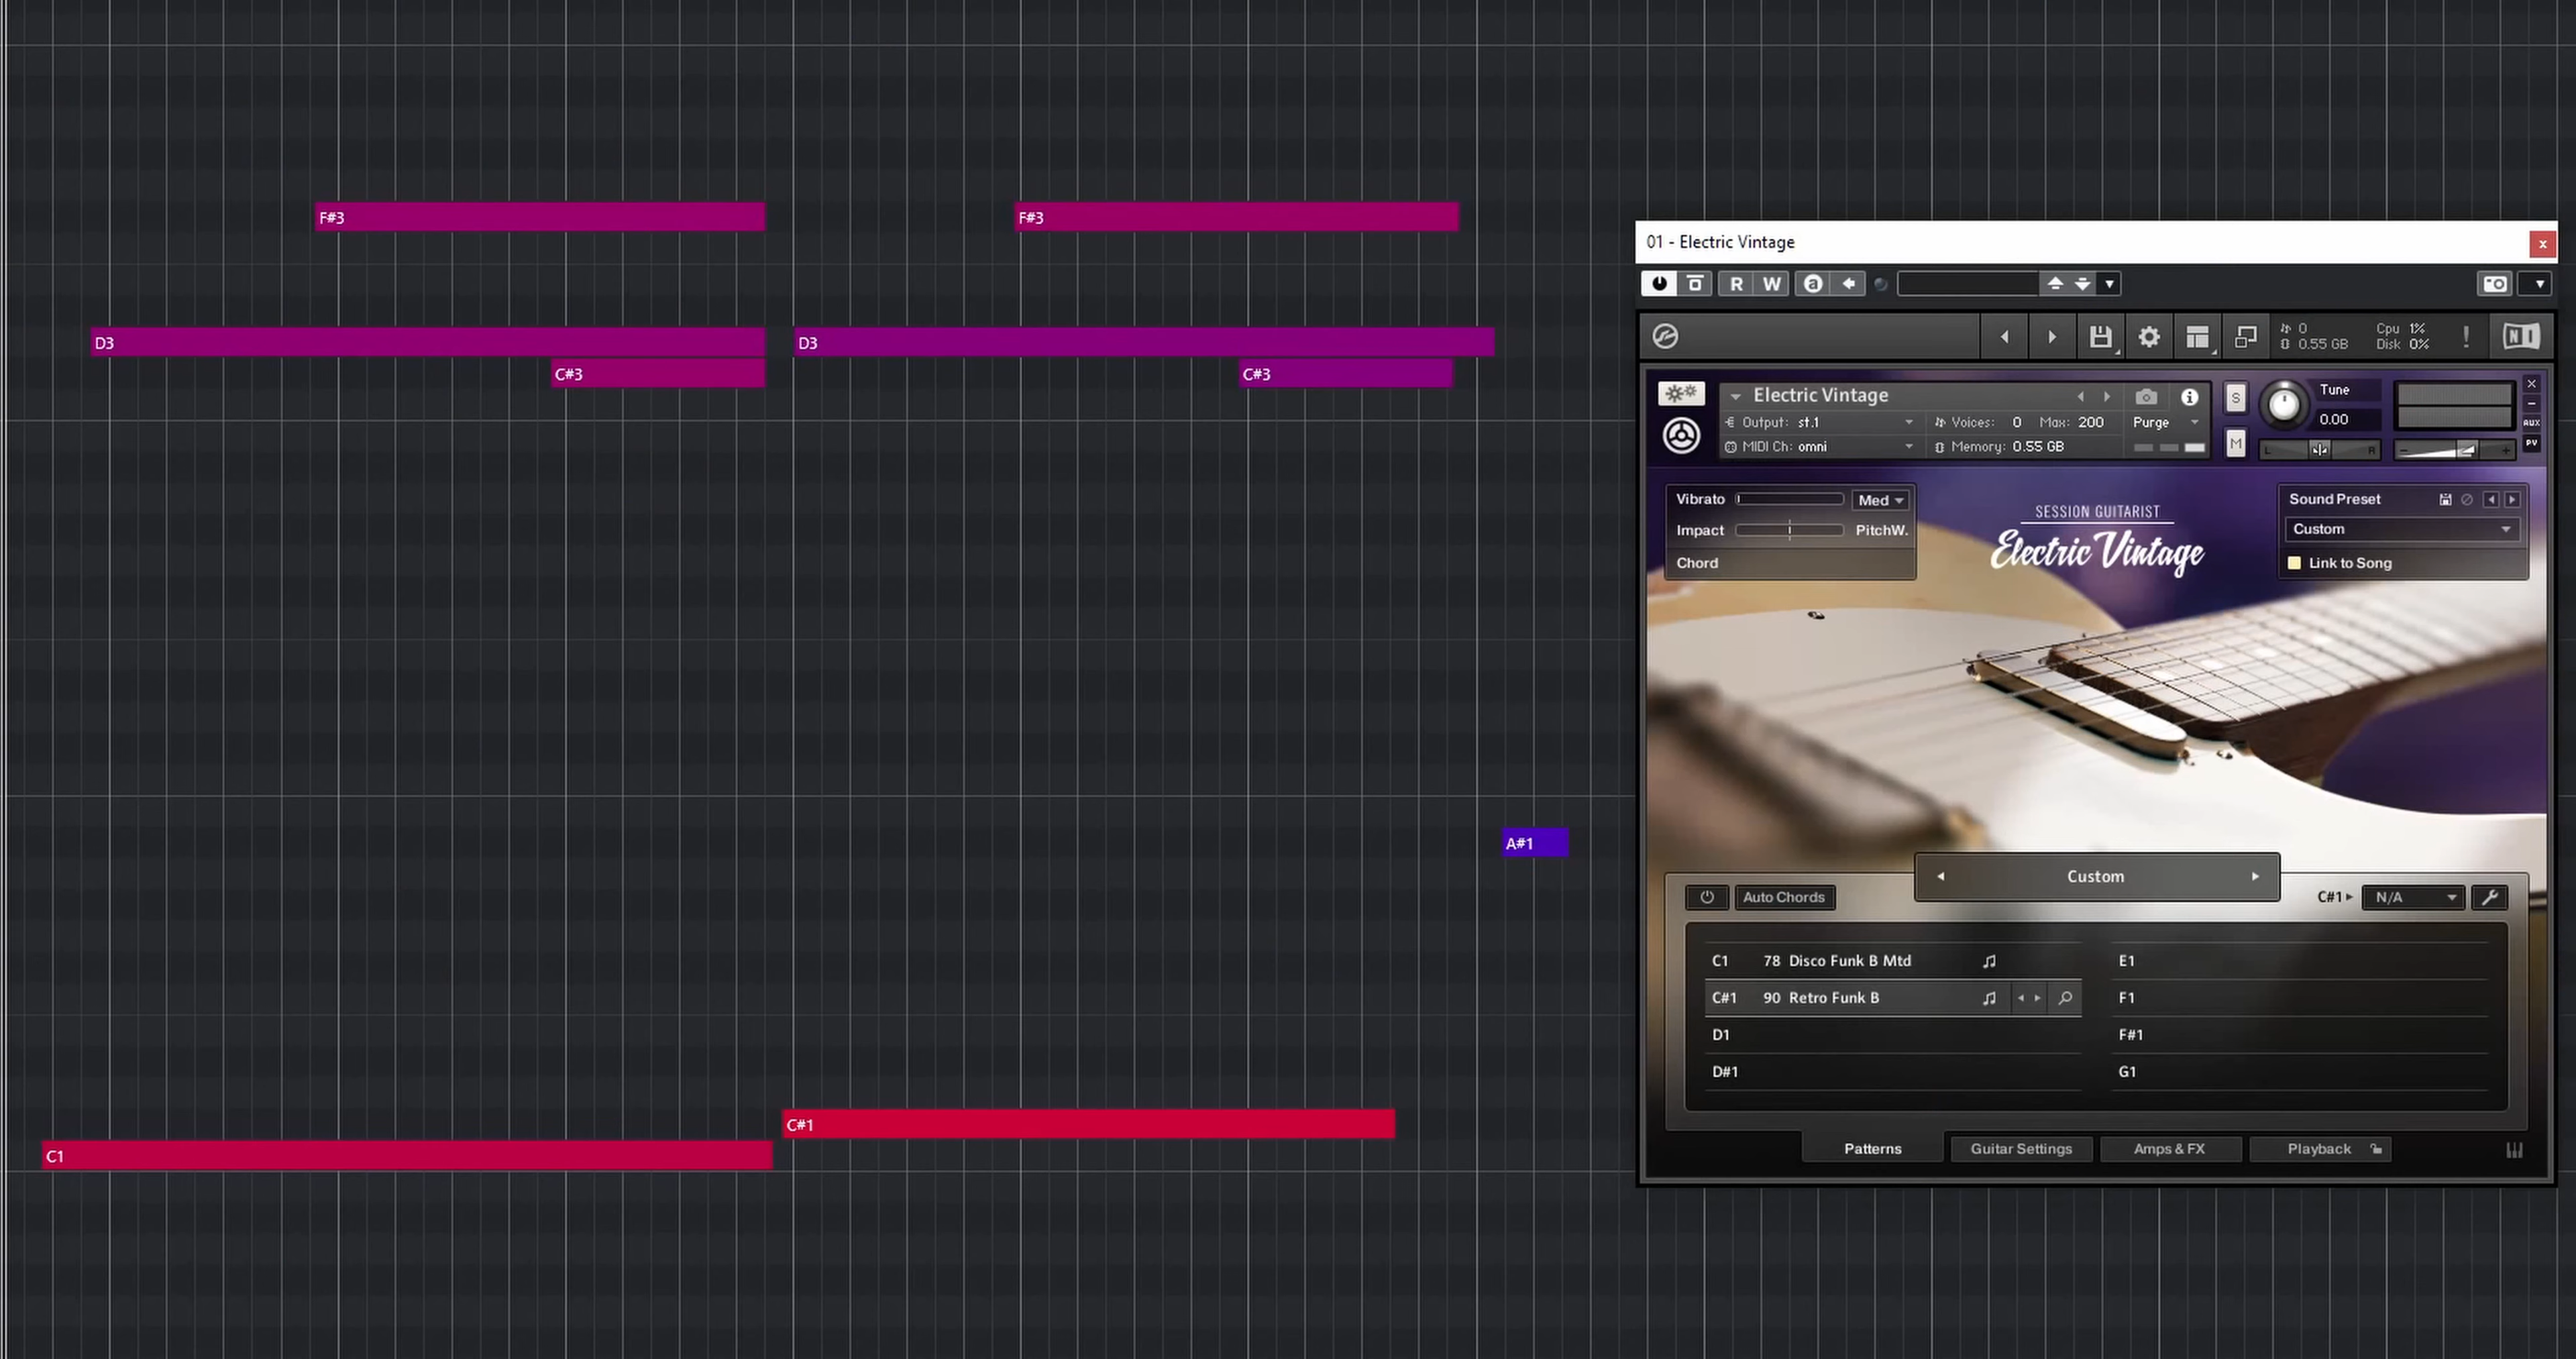 F#3
F#3
D3
D3
C#3
C#3
A#1
C#1
C1
01 - Electric Vintage
x
R W a
0
0.55 GB
Cpu 1%
Disk 0%
!
NI
Electric Vintage
i
Output: st.1
Voices: 0 Max: 200
Purge
MIDI Ch: omni
Memory: 0.55 GB
S
M
Tune
0.00
L R
AUX
PV
Vibrato
Med
Impact
PitchW.
Chord
SESSION GUITARIST
Electric Vintage
Sound Preset
Custom
Link to Song
Custom
Auto Chords
C#1
N/A
C1 78 Disco Funk B Mtd
C#1 90 Retro Funk B
D1
D#1
E1
F1
F#1
G1
Patterns
Guitar Settings
Amps & FX
Playback